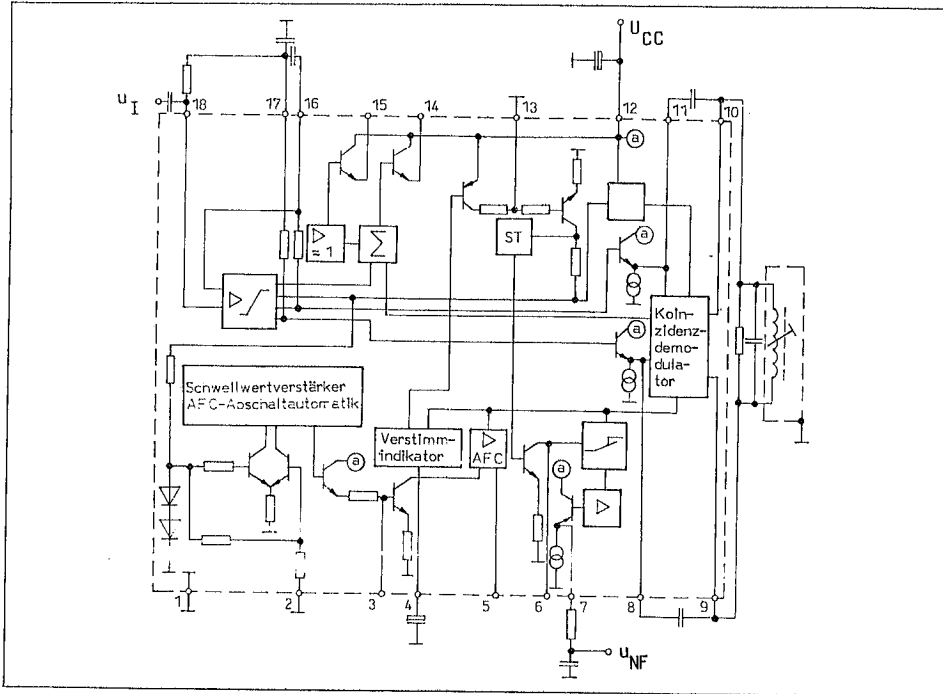 U_CC
u_I
18
17
16
15
14
13
12
11
10
a
▷ ≈ 1
Σ
ST
a
Koin-
zidenz-
demo-
dulator
a
Schwellwertverstärker
AFC-Abschaltautomatik
Verstimm-
indikator
AFC
a
a
1
2
3
4
5
6
7
8
9
u_NF